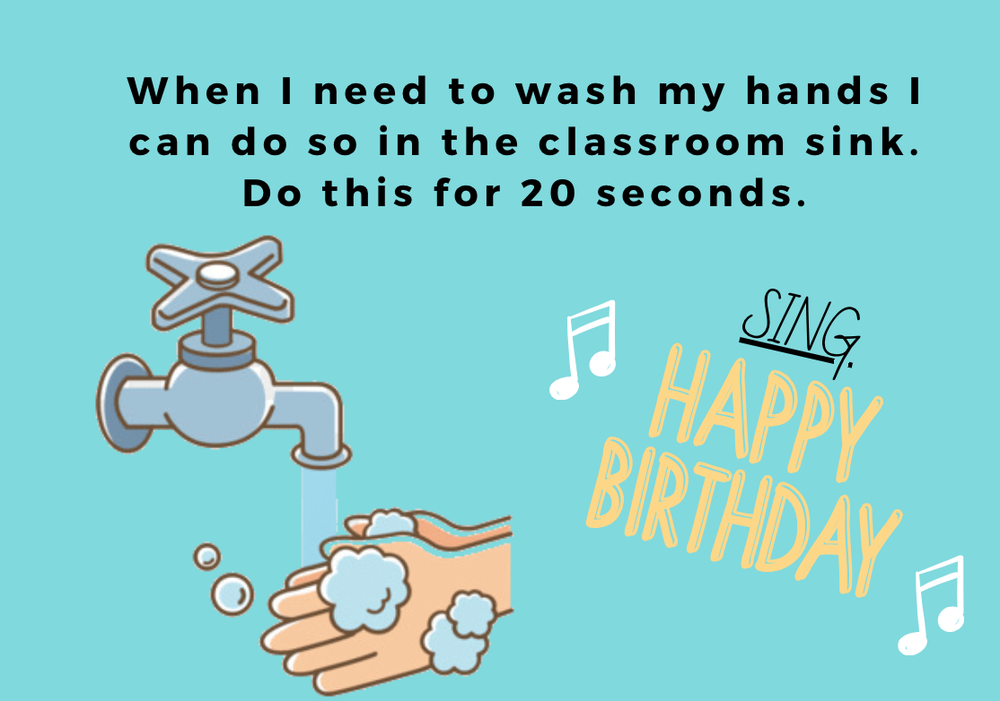 When I need to wash my hands I
can do so in the classroom sink.
Do this for 20 seconds.
SING.
HAPPY
BIRTHDAY